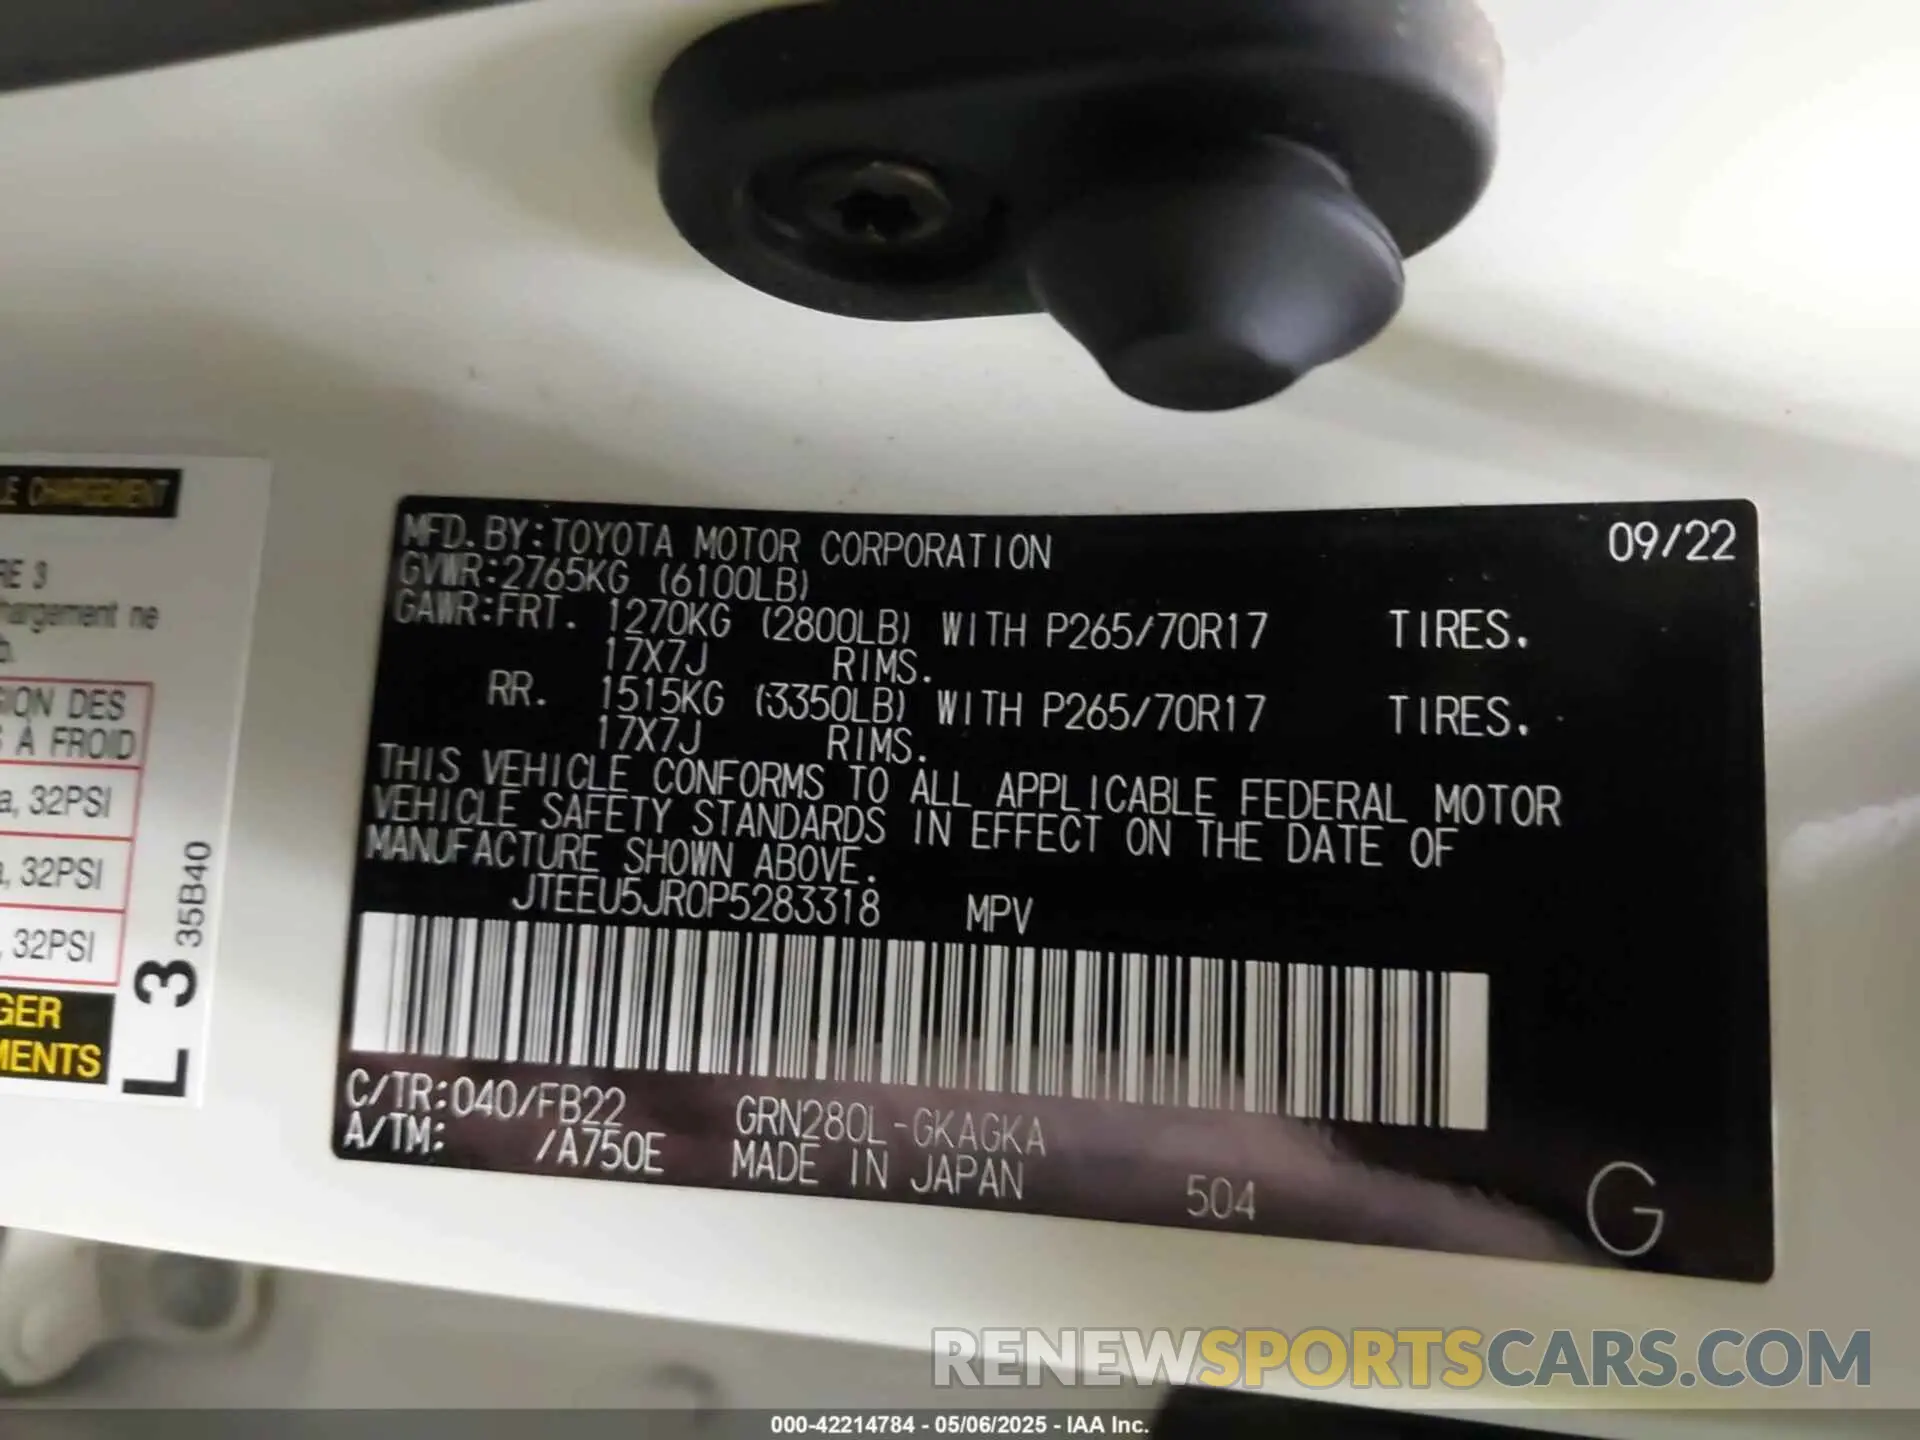 LE CHARGEMENT
RE 3
chargement ne
SION DES
S À FROID
a, 32PSI
a, 32PSI
, 32PSI
GER
MENTS
L 3 35B40
MFD. BY: TOYOTA MOTOR CORPORATION 09/22
GVWR: 2765KG (6100LB)
GAWR: FRT. 1270KG (2800LB) WITH P265/70R17 TIRES.
17X7J RIMS.
RR. 1515KG (3350LB) WITH P265/70R17 TIRES.
17X7J RIMS.
THIS VEHICLE CONFORMS TO ALL APPLICABLE FEDERAL MOTOR
VEHICLE SAFETY STANDARDS IN EFFECT ON THE DATE OF
MANUFACTURE SHOWN ABOVE.
JTEEU5JR0P5283318 MPV
C/TR: 040/FB22 GRN280L-GKAGKA
A/TM: /A750E MADE IN JAPAN 504 G
RENEWSPORTSCARS.COM
000-42214784 - 05/06/2025 - IAA Inc.